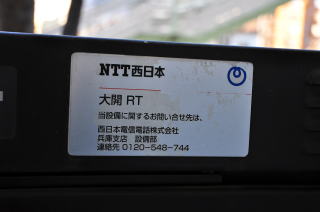 NTT西日本
大開 RT
当設備に関するお問い合せ先は、
西日本電信電話株式会社
兵庫支店 設備部
連絡先 0120-548-744